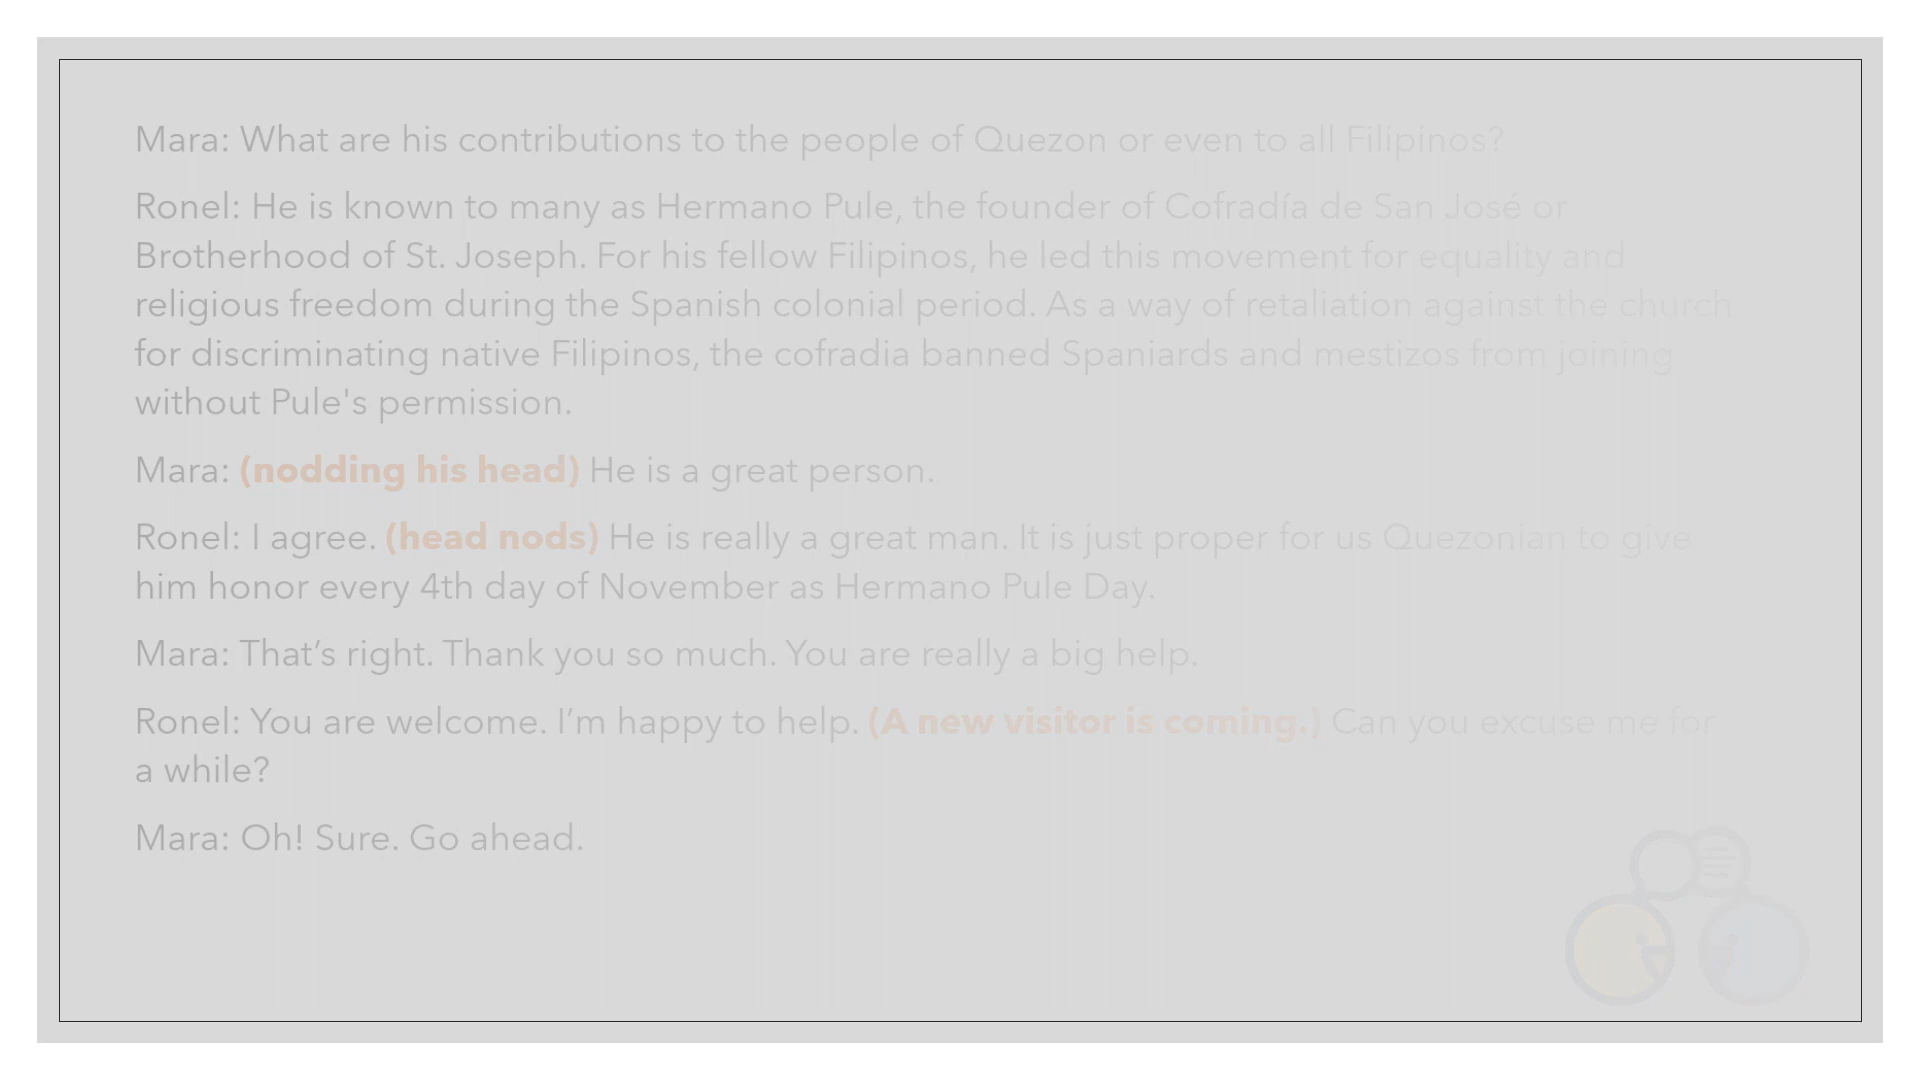 Mara: What are his contributions to the people of Quezon or even to all Filipinos?
Ronel: He is known to many as Hermano Pule, the founder of Cofradía de San José or
Brotherhood of St. Joseph. For his fellow Filipinos, he led this movement for equality and
religious freedom during the Spanish colonial period. As a way of retaliation against the church
for discriminating native Filipinos, the cofradia banned Spaniards and mestizos from joining
without Pule's permission.
Mara: (nodding his head) He is a great person.
Ronel: I agree. (head nods) He is really a great man. It is just proper for us Quezonian to give
him honor every 4th day of November as Hermano Pule Day.
Mara: That’s right. Thank you so much. You are really a big help.
Ronel: You are welcome. I’m happy to help. (A new visitor is coming.) Can you excuse me for
a while?
Mara: Oh! Sure. Go ahead.